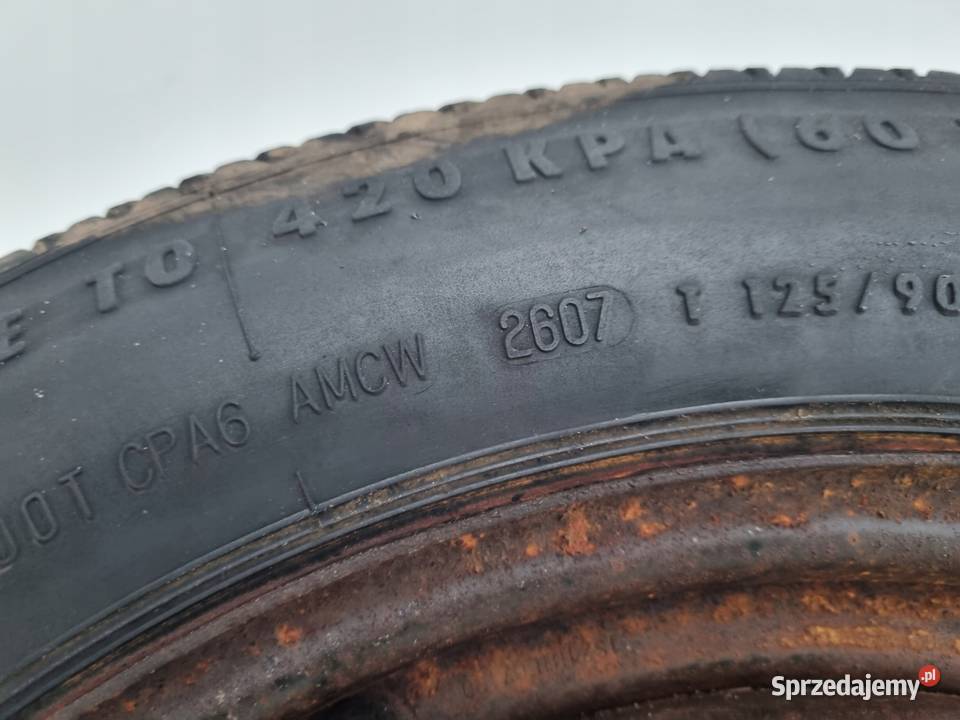 E TO 420 KPA (60
DOT CPA6 AMCW 2607 T 125/90
Sprzedajemy.pl